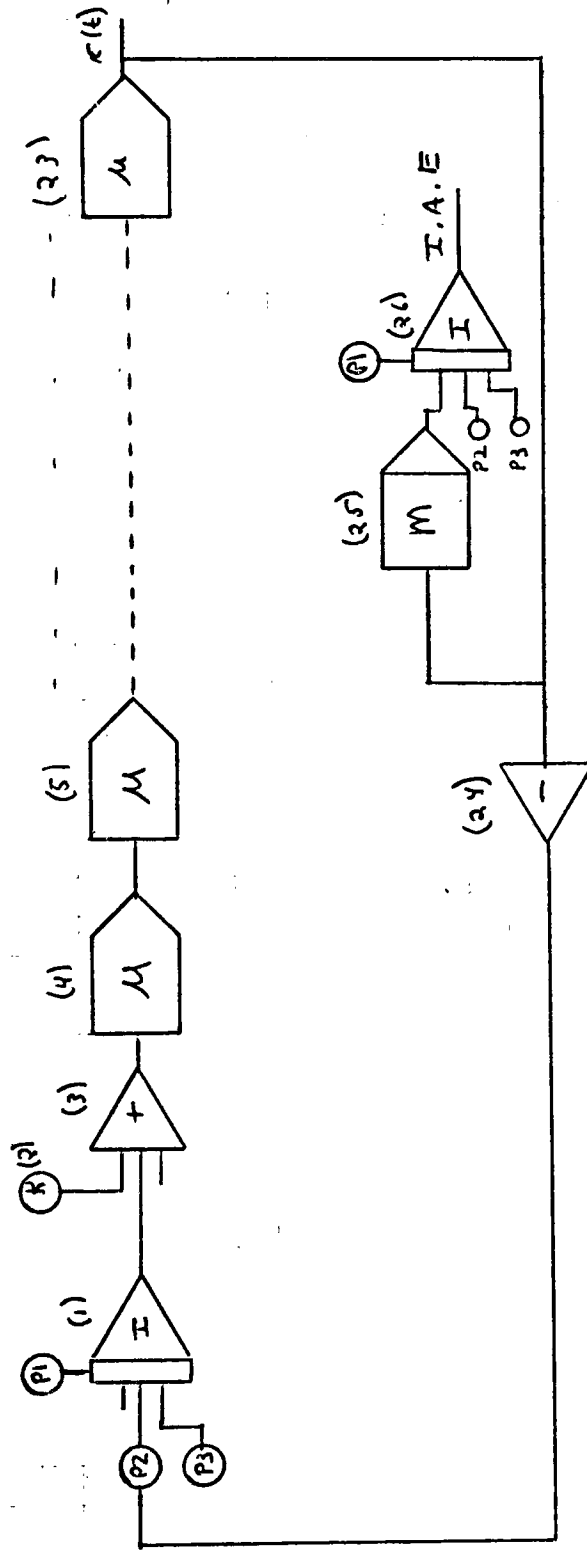 (1)
P1
I
P2
P3
K (2)
(3)
+
(4)
μ
(5)
μ
(23)
μ
(24)
−
(25)
M
(26)
P1
I
P2
P3
I.A.E